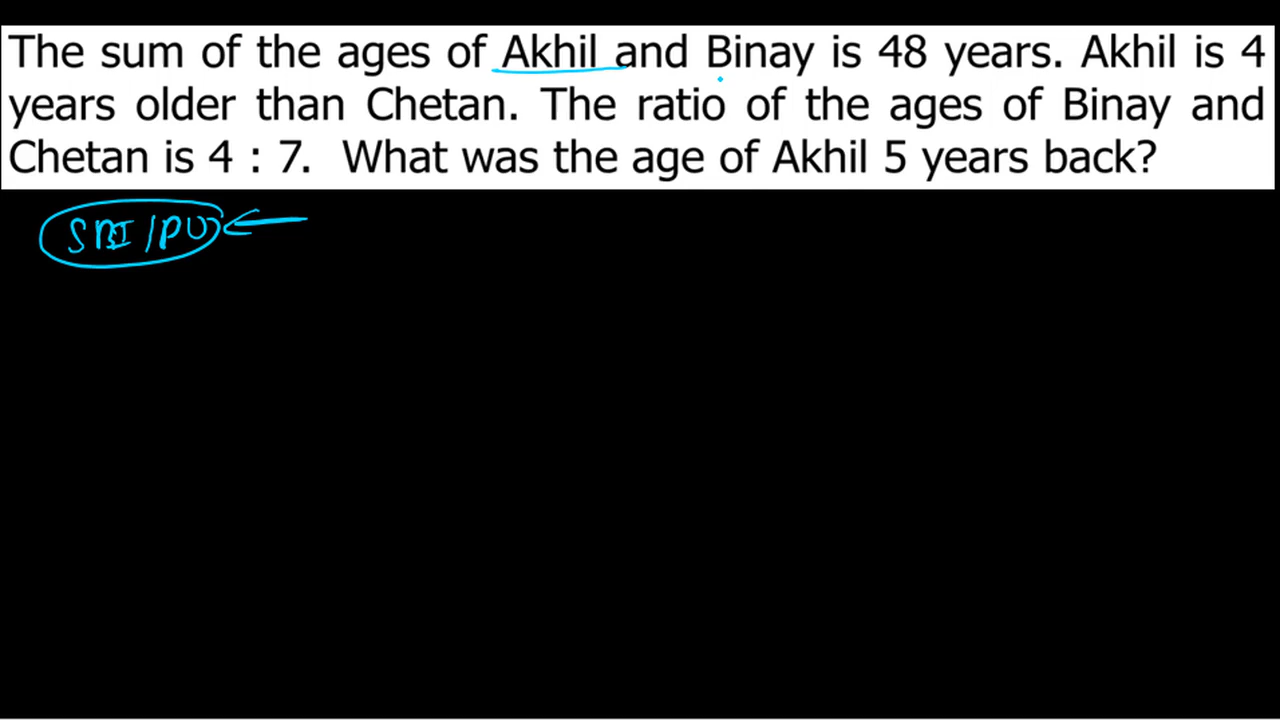 The sum of the ages of Akhil and Binay is 48 years. Akhil is 4
years older than Chetan. The ratio of the ages of Binay and
Chetan is 4 : 7. What was the age of Akhil 5 years back?
SBI / PO